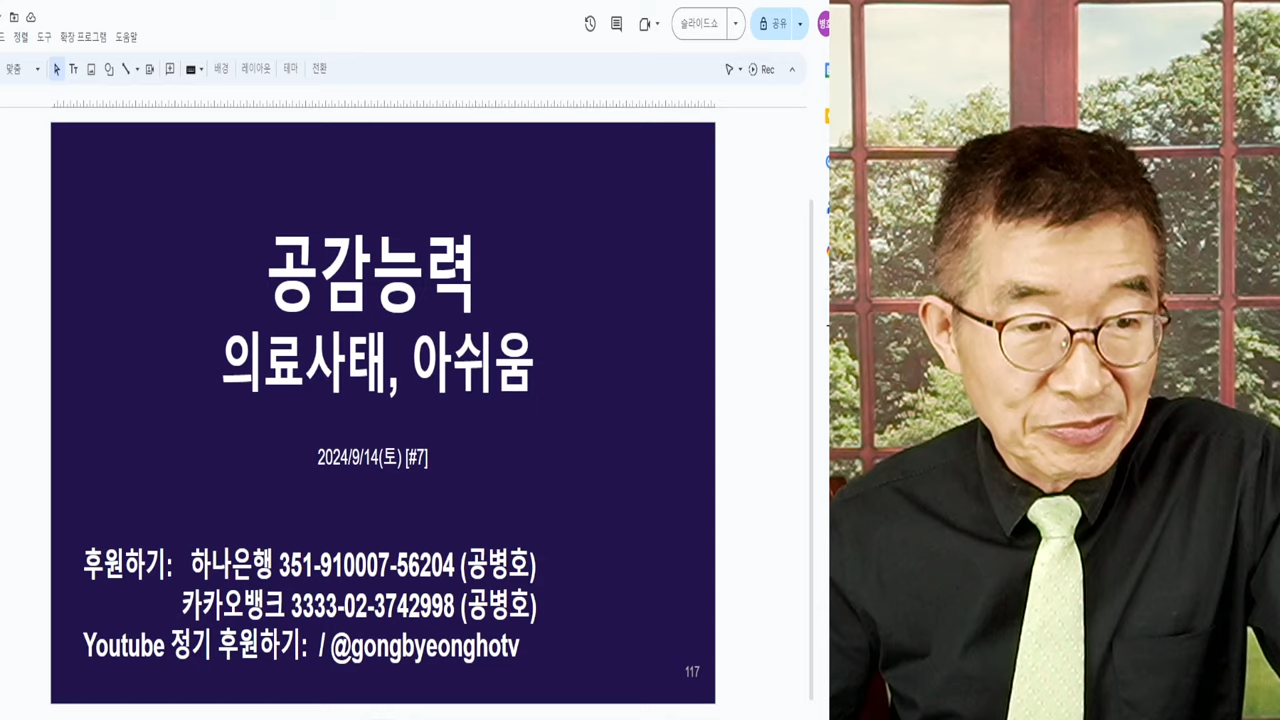 정렬 도구 확장 프로그램 도움말
슬라이드쇼
공유
맞춤
배경 레이아웃 테마 전환
Rec
공감능력
의료사태, 아쉬움
2024/9/14(토) [#7]
후원하기: 하나은행 351-910007-56204 (공병호)
카카오뱅크 3333-02-3742998 (공병호)
Youtube 정기 후원하기: / @gongbyeonghotv
117